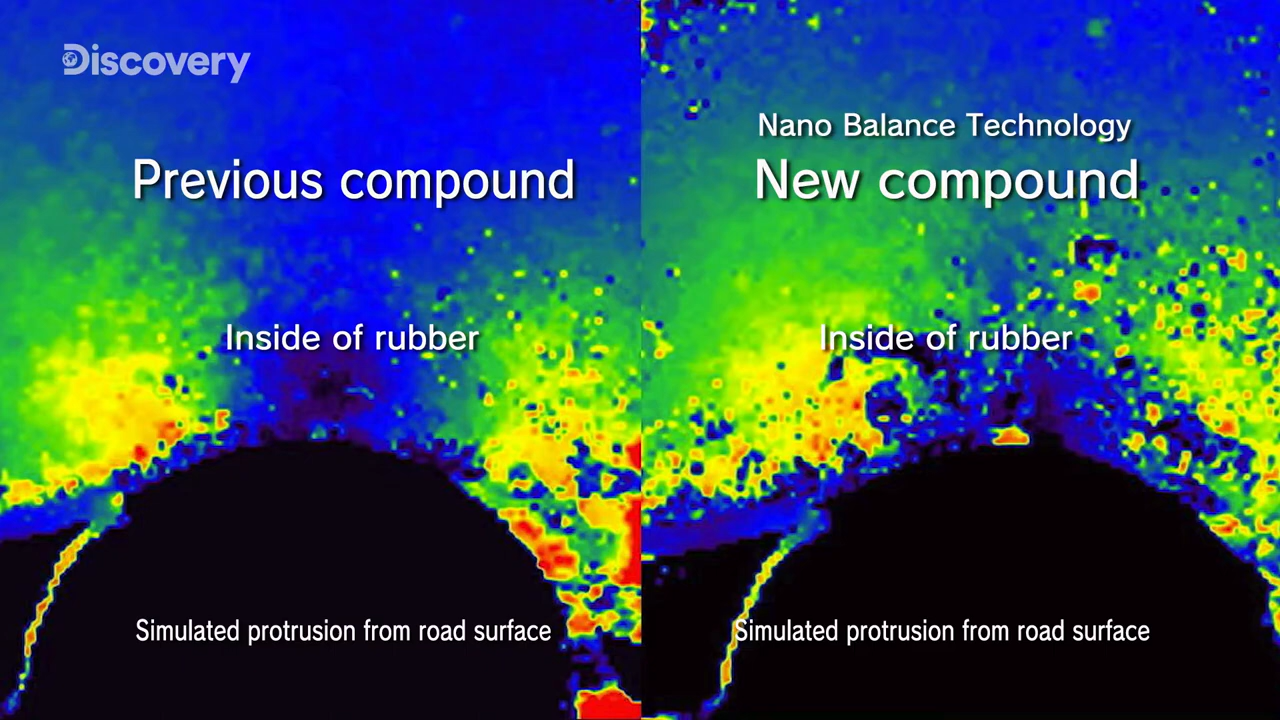 Discovery
Previous compound
Inside of rubber
Simulated protrusion from road surface
Nano Balance Technology
New compound
Inside of rubber
Simulated protrusion from road surface